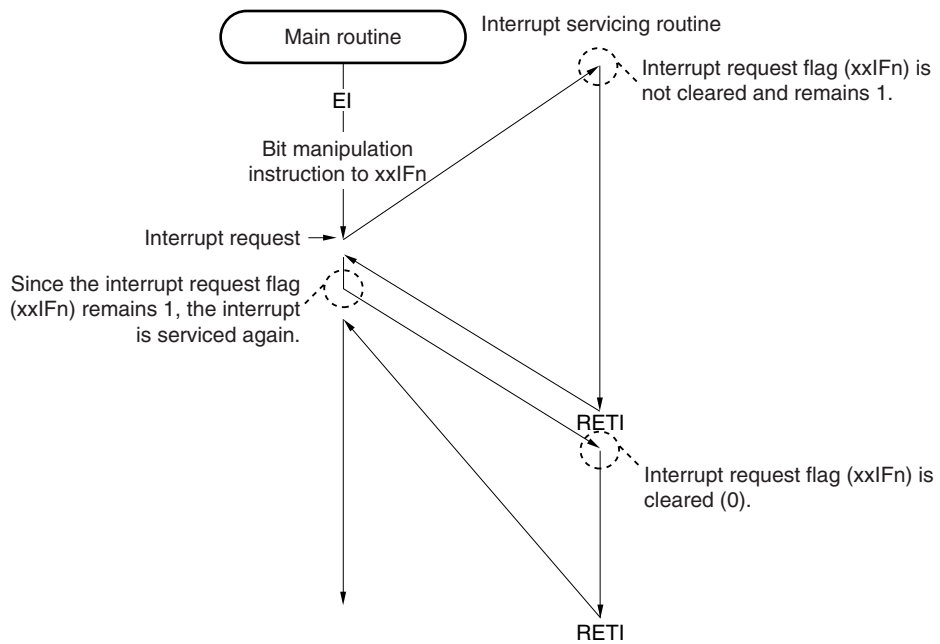 Main routine
Interrupt servicing routine
Interrupt request flag (xxIFn) is
not cleared and remains 1.
EI
Bit manipulation
instruction to xxIFn
Interrupt request
Since the interrupt request flag
(xxIFn) remains 1, the interrupt
is serviced again.
RETI
Interrupt request flag (xxIFn) is
cleared (0).
RETI